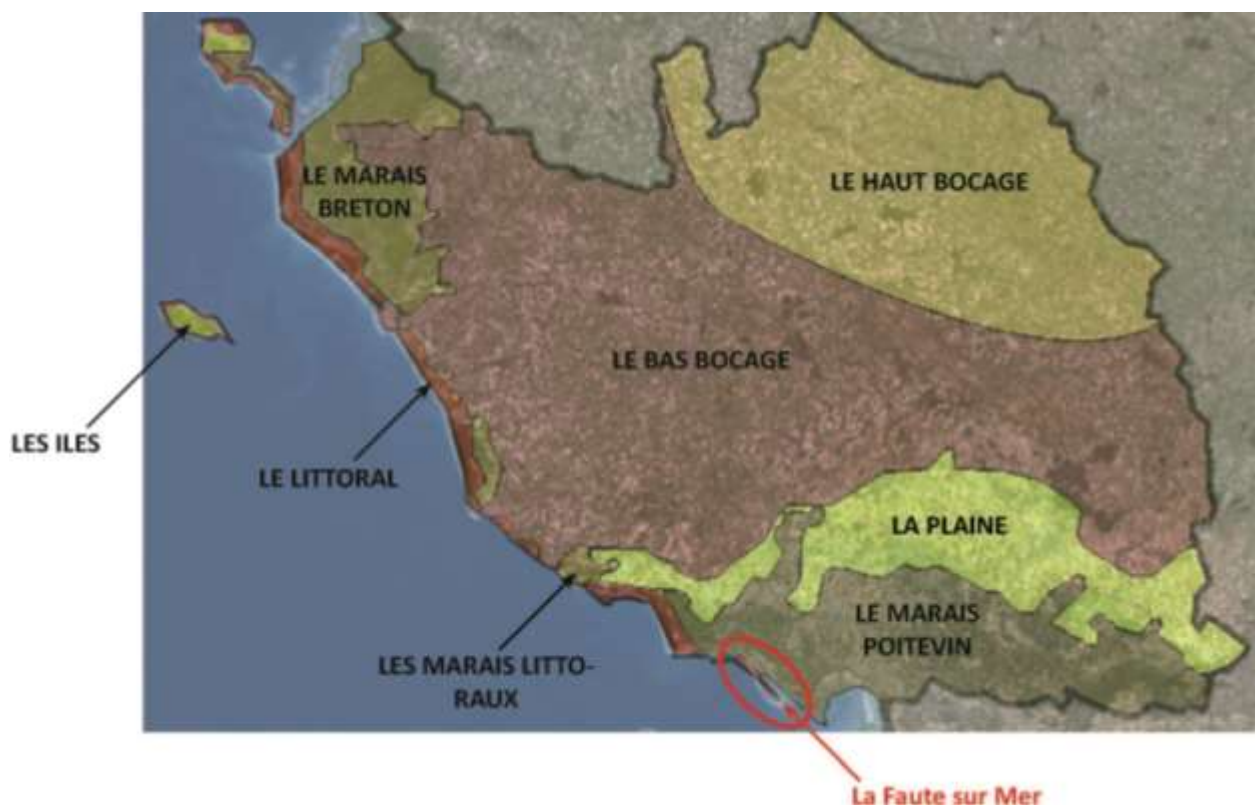 LE MARAIS
BRETON
LE HAUT BOCAGE
LE BAS BOCAGE
LES ILES
LE LITTORAL
LA PLAINE
LE MARAIS
POITEVIN
LES MARAIS LITTO-
RAUX
La Faute sur Mer